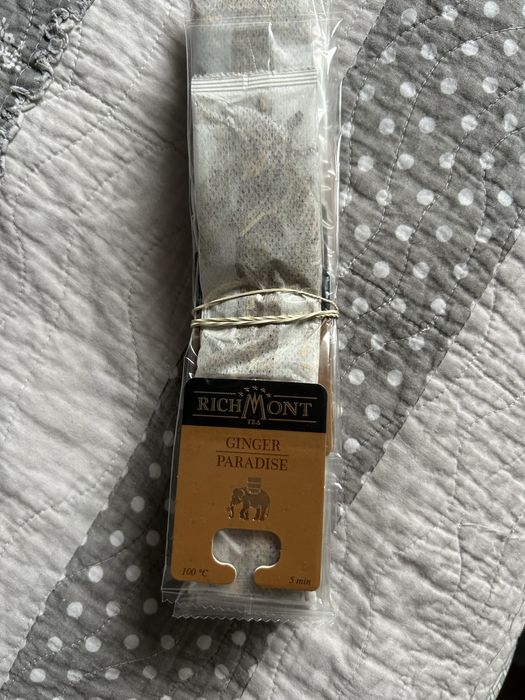 RICHMONT
TEA
GINGER
PARADISE
100 °C 5 min